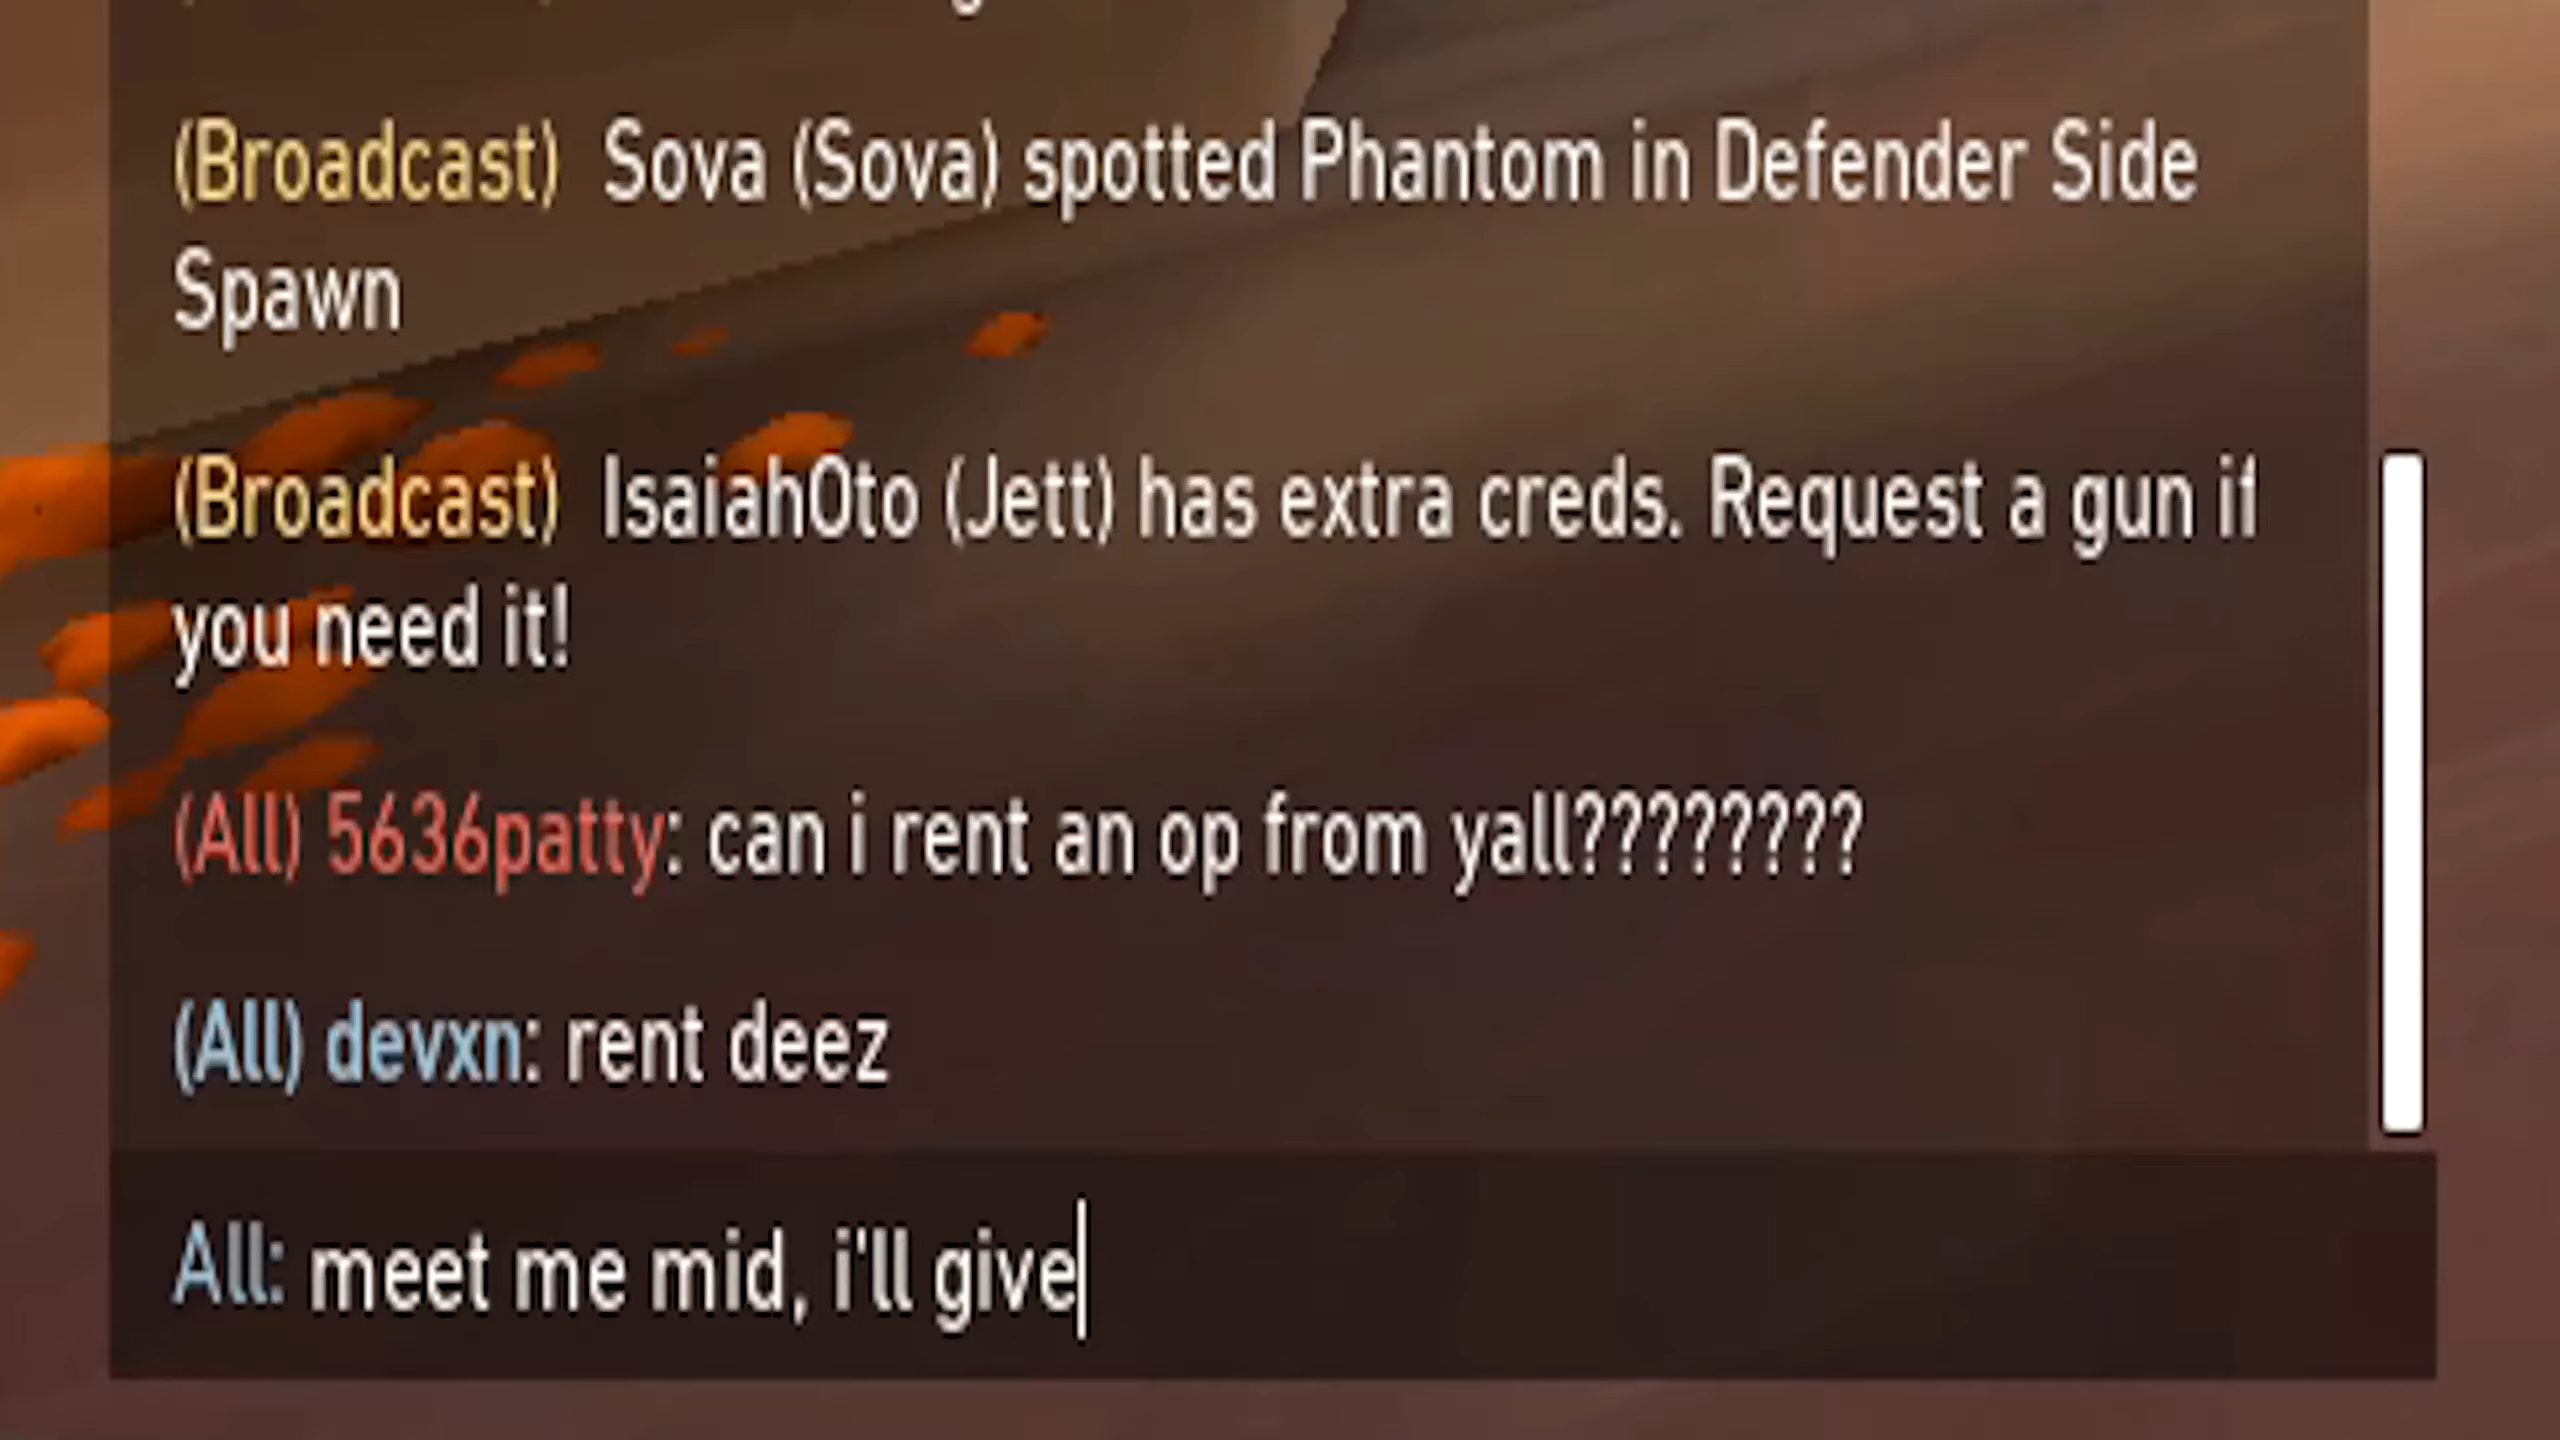 (Broadcast) Sova (Sova) spotted Phantom in Defender Side
Spawn
(Broadcast) IsaiahOto (Jett) has extra creds. Request a gun if
you need it!
(All) 5636patty: can i rent an op from yall????????
(All) devxn: rent deez
All: meet me mid, i'll give